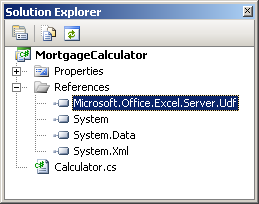 Solution Explorer
MortgageCalculator
Properties
References
Microsoft.Office.Excel.Server.Udf
System
System.Data
System.Xml
Calculator.cs